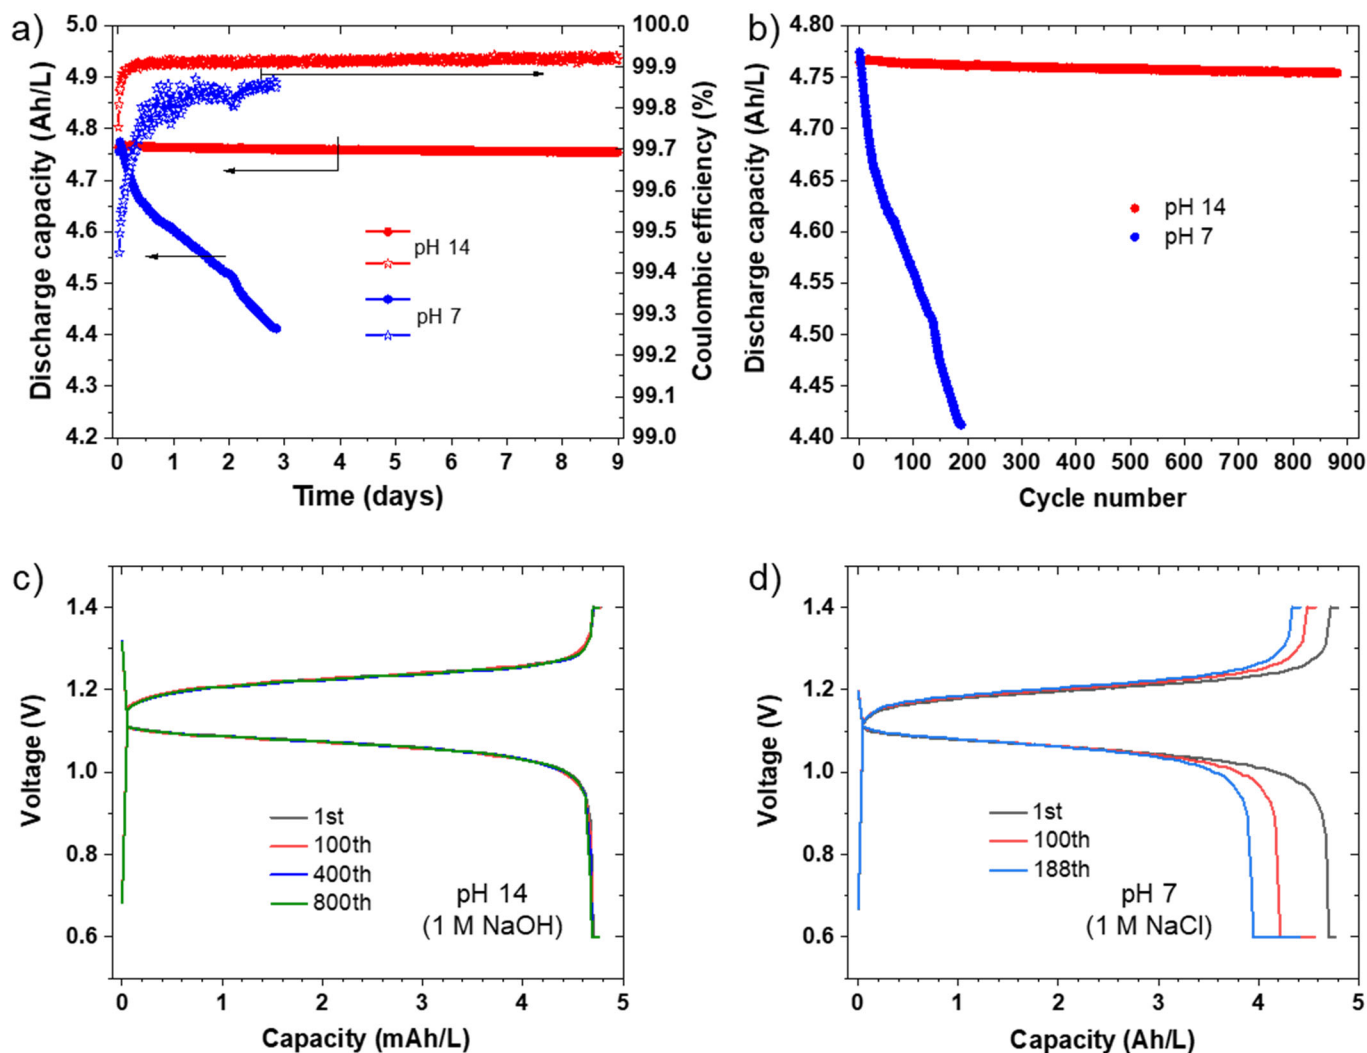 a)
5.0
4.9
4.8
4.7
4.6
4.5
4.4
4.3
4.2
Discharge capacity (Ah/L)
100.0
99.9
99.8
99.7
99.6
99.5
99.4
99.3
99.2
99.1
99.0
Coulombic efficiency (%)
pH 14
pH 7
0 1 2 3 4 5 6 7 8 9
Time (days)
b)
4.80
4.75
4.70
4.65
4.60
4.55
4.50
4.45
4.40
Discharge capacity (Ah/L)
pH 14
pH 7
0 100 200 300 400 500 600 700 800 900
Cycle number
c)
1.4
1.2
1.0
0.8
0.6
Voltage (V)
1st
100th
400th
800th
pH 14
(1 M NaOH)
0 1 2 3 4 5
Capacity (mAh/L)
d)
1.4
1.2
1.0
0.8
0.6
Voltage (V)
1st
100th
188th
pH 7
(1 M NaCl)
0 1 2 3 4 5
Capacity (Ah/L)